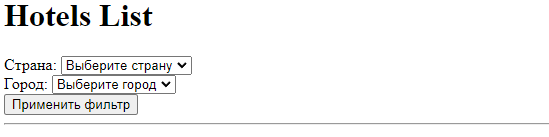 Hotels List
Страна: Выберите страну
Город: Выберите город
Применить фильтр